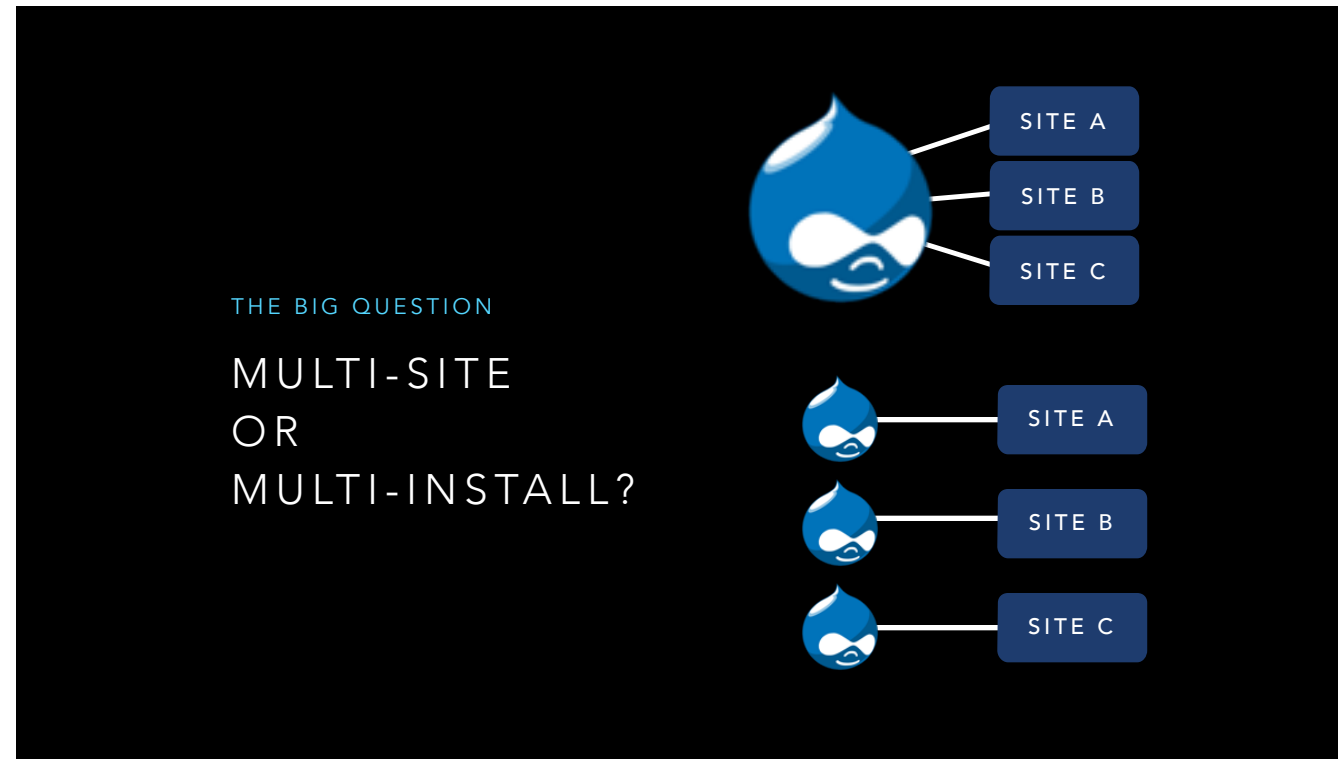 THE BIG QUESTION
MULTI-SITE
OR
MULTI-INSTALL?
SITE A
SITE B
SITE C
SITE A
SITE B
SITE C